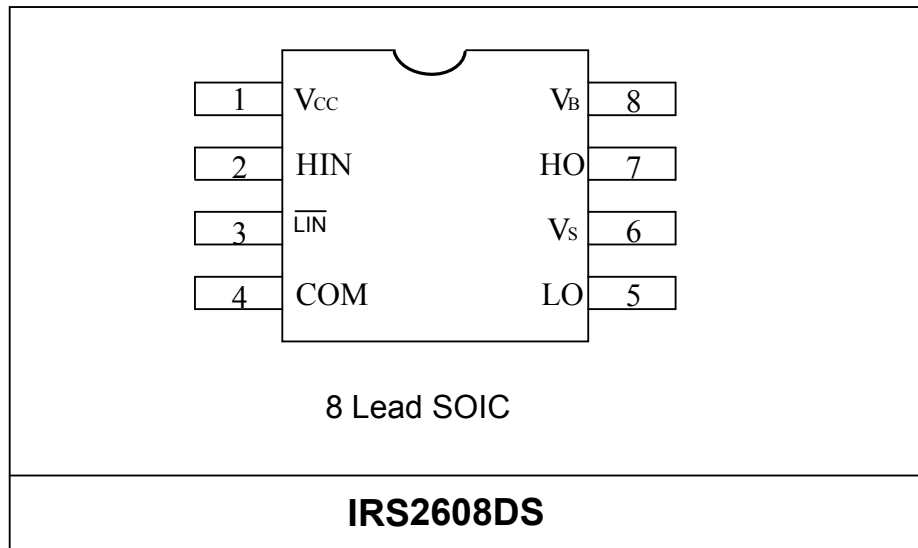 1 VCC VB 8
2 HIN HO 7
3 L̅I̅N̅ VS 6
4 COM LO 5
8 Lead SOIC
IRS2608DS